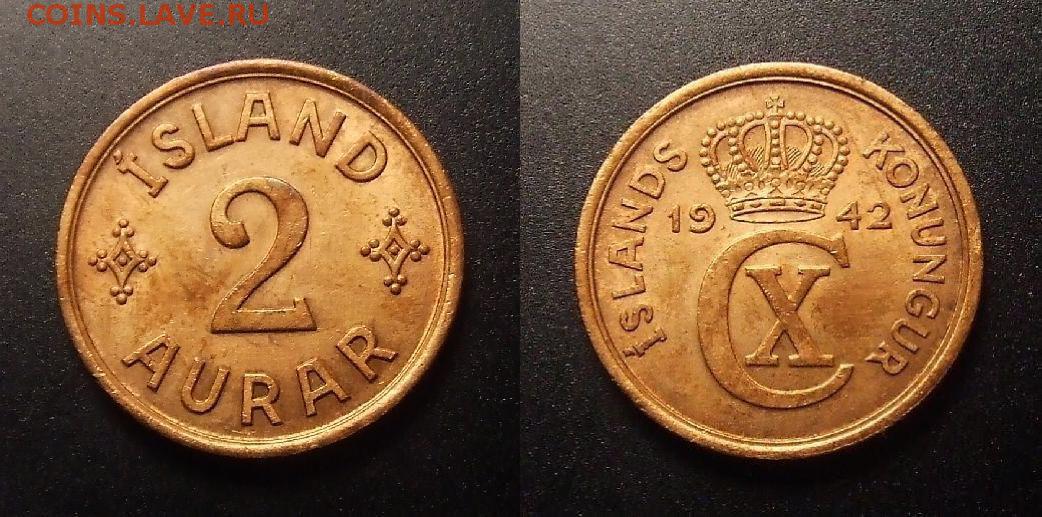 COINS.LAVE.RU
ÍSLAND
2
AURAR
ÍSLANDS KONUNGUR
19 42
CX